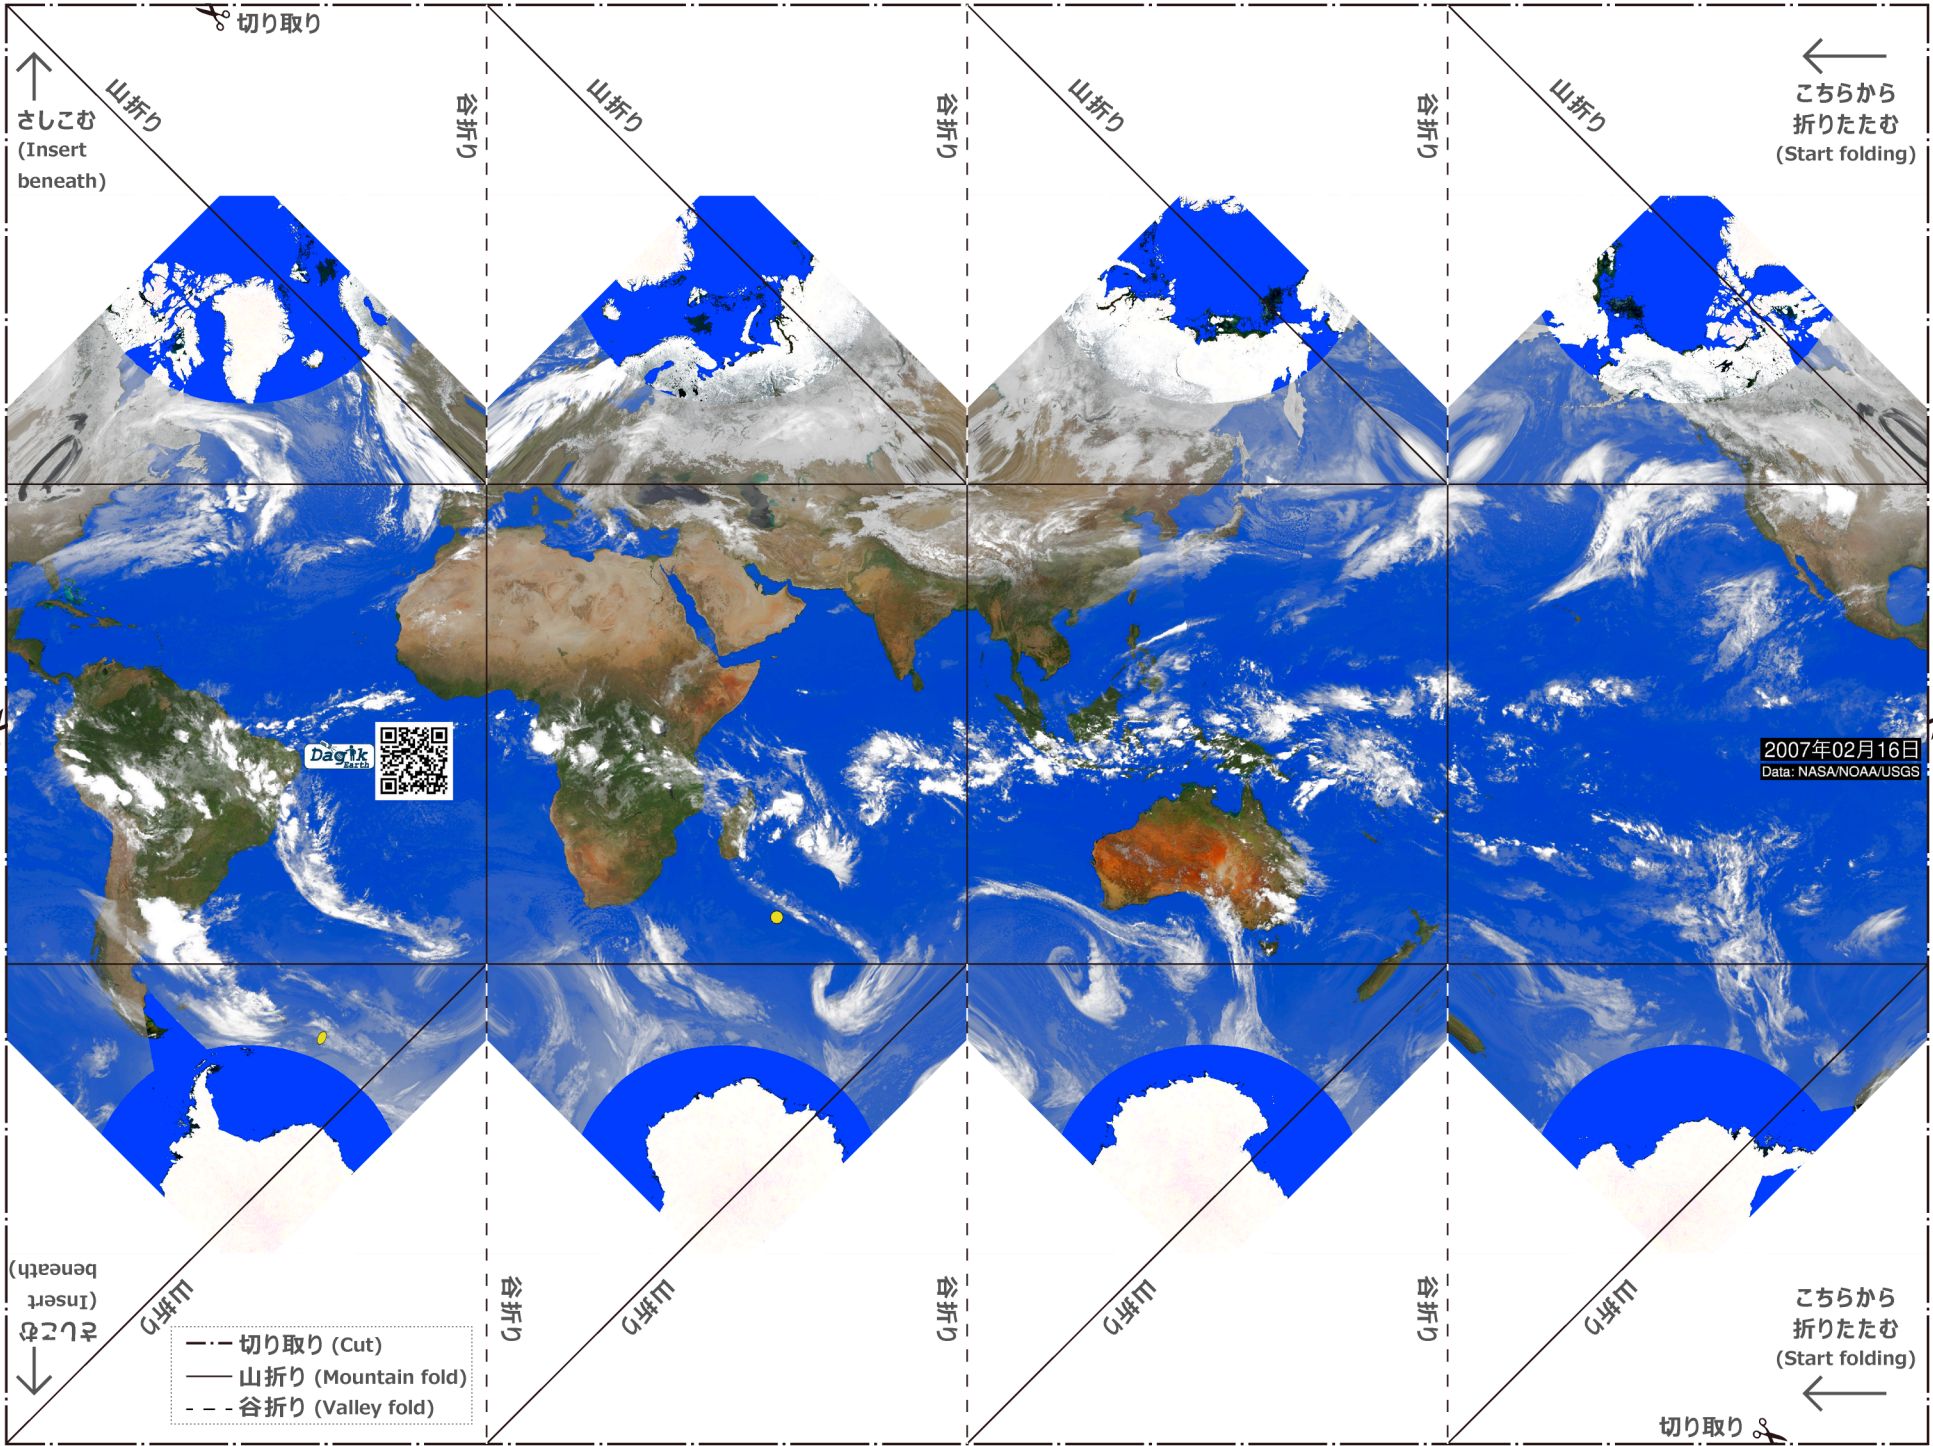 切り取り
山折り
谷折り
山折り
谷折り
山折り
谷折り
山折り
さしこむ
(Insert
beneath)
こちらから
折りたたむ
(Start folding)
Dagik
Earth
2007年02月16日
Data: NASA/NOAA/USGS
さしこむ
(Insert
beneath)
山折り
谷折り
山折り
谷折り
山折り
谷折り
山折り
こちらから
折りたたむ
(Start folding)
切り取り (Cut)
山折り (Mountain fold)
谷折り (Valley fold)
切り取り